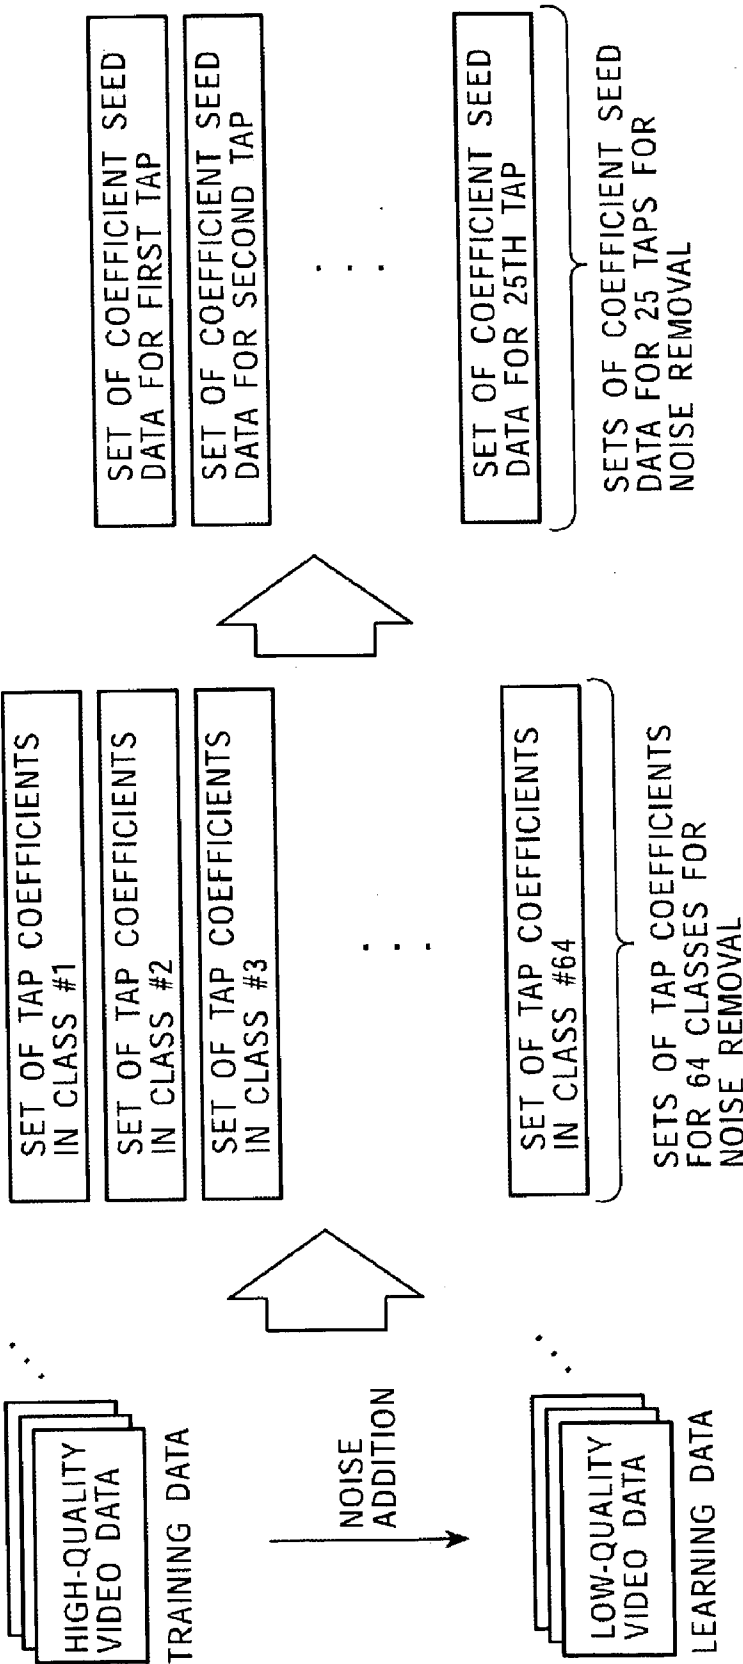 HIGH-QUALITY
VIDEO DATA
TRAINING DATA
NOISE
ADDITION
LOW-QUALITY
VIDEO DATA
LEARNING DATA
SET OF TAP COEFFICIENTS
IN CLASS #1
SET OF TAP COEFFICIENTS
IN CLASS #2
SET OF TAP COEFFICIENTS
IN CLASS #3
. . .
SET OF TAP COEFFICIENTS
IN CLASS #64
SETS OF TAP COEFFICIENTS
FOR 64 CLASSES FOR
NOISE REMOVAL
SET OF COEFFICIENT SEED
DATA FOR FIRST TAP
SET OF COEFFICIENT SEED
DATA FOR SECOND TAP
. . .
SET OF COEFFICIENT SEED
DATA FOR 25TH TAP
SETS OF COEFFICIENT SEED
DATA FOR 25 TAPS FOR
NOISE REMOVAL